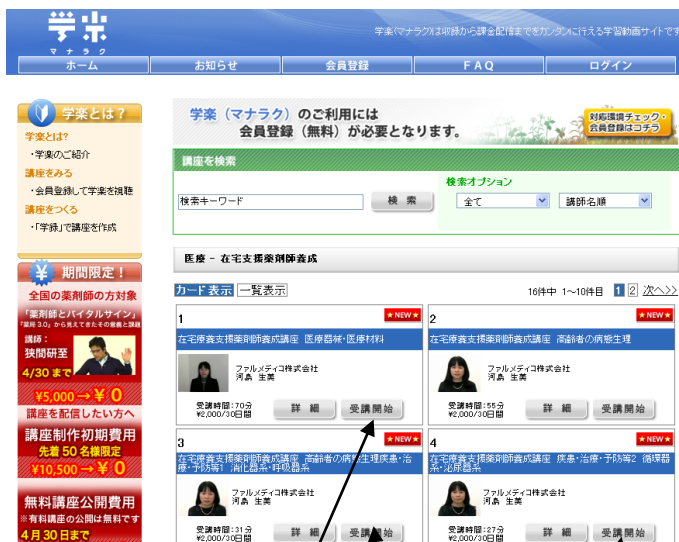 学楽
マナラク
学楽(マナラク)は収録から課金配信までをカンタンに行える学習動画サイトです
ホーム
お知らせ
会員登録
FAQ
ログイン
学楽とは?
学楽とは?
・学楽のご紹介
講座をみる
・会員登録して学楽を視聴
講座をつくる
・「学録」で講座を作成
期間限定!
全国の薬剤師の方対象
「薬剤師とバイタルサイン」
「薬局3.0」から見えてきたその意義と課題
講師:
狭間研至
4/30 まで
¥5,000→¥0
講座を配信したい方へ
講座制作初期費用
先着50名様限定
¥10,500→¥0
無料講座公開費用
※有料講座の公開は無料です
4月30日まで
学楽(マナラク)のご利用には
会員登録(無料)が必要となります。
対応環境チェック・
会員登録はコチラ
講座を検索
検索キーワード
検 索
検索オプション
全て
講師名順
医療 - 在宅支援薬剤師養成
カード表示 一覧表示
16件中 1~10件目 1 2 次へ>>
1
★NEW★
在宅療養支援薬剤師養成講座 医療器械・医療材料
ファルメディコ株式会社
河島 生美
受講時間:70分
¥2,000/30日間
詳 細
受講開始
2
★NEW★
在宅療養支援薬剤師養成講座 高齢者の病態生理
ファルメディコ株式会社
河島 生美
受講時間:55分
¥2,000/30日間
詳 細
受講開始
3
★NEW★
在宅療養支援薬剤師養成講座 高齢者の病態生理疾患・治
療・予防等1 消化器系・呼吸器系
ファルメディコ株式会社
河島 生美
受講時間:31分
¥2,000/30日間
詳 細
受講開始
4
★NEW★
在宅療養支援薬剤師養成講座 疾患・治療・予防等2 循環器
系・泌尿器系
ファルメディコ株式会社
河島 生美
受講時間:27分
¥2,000/30日間
詳 細
受講開始